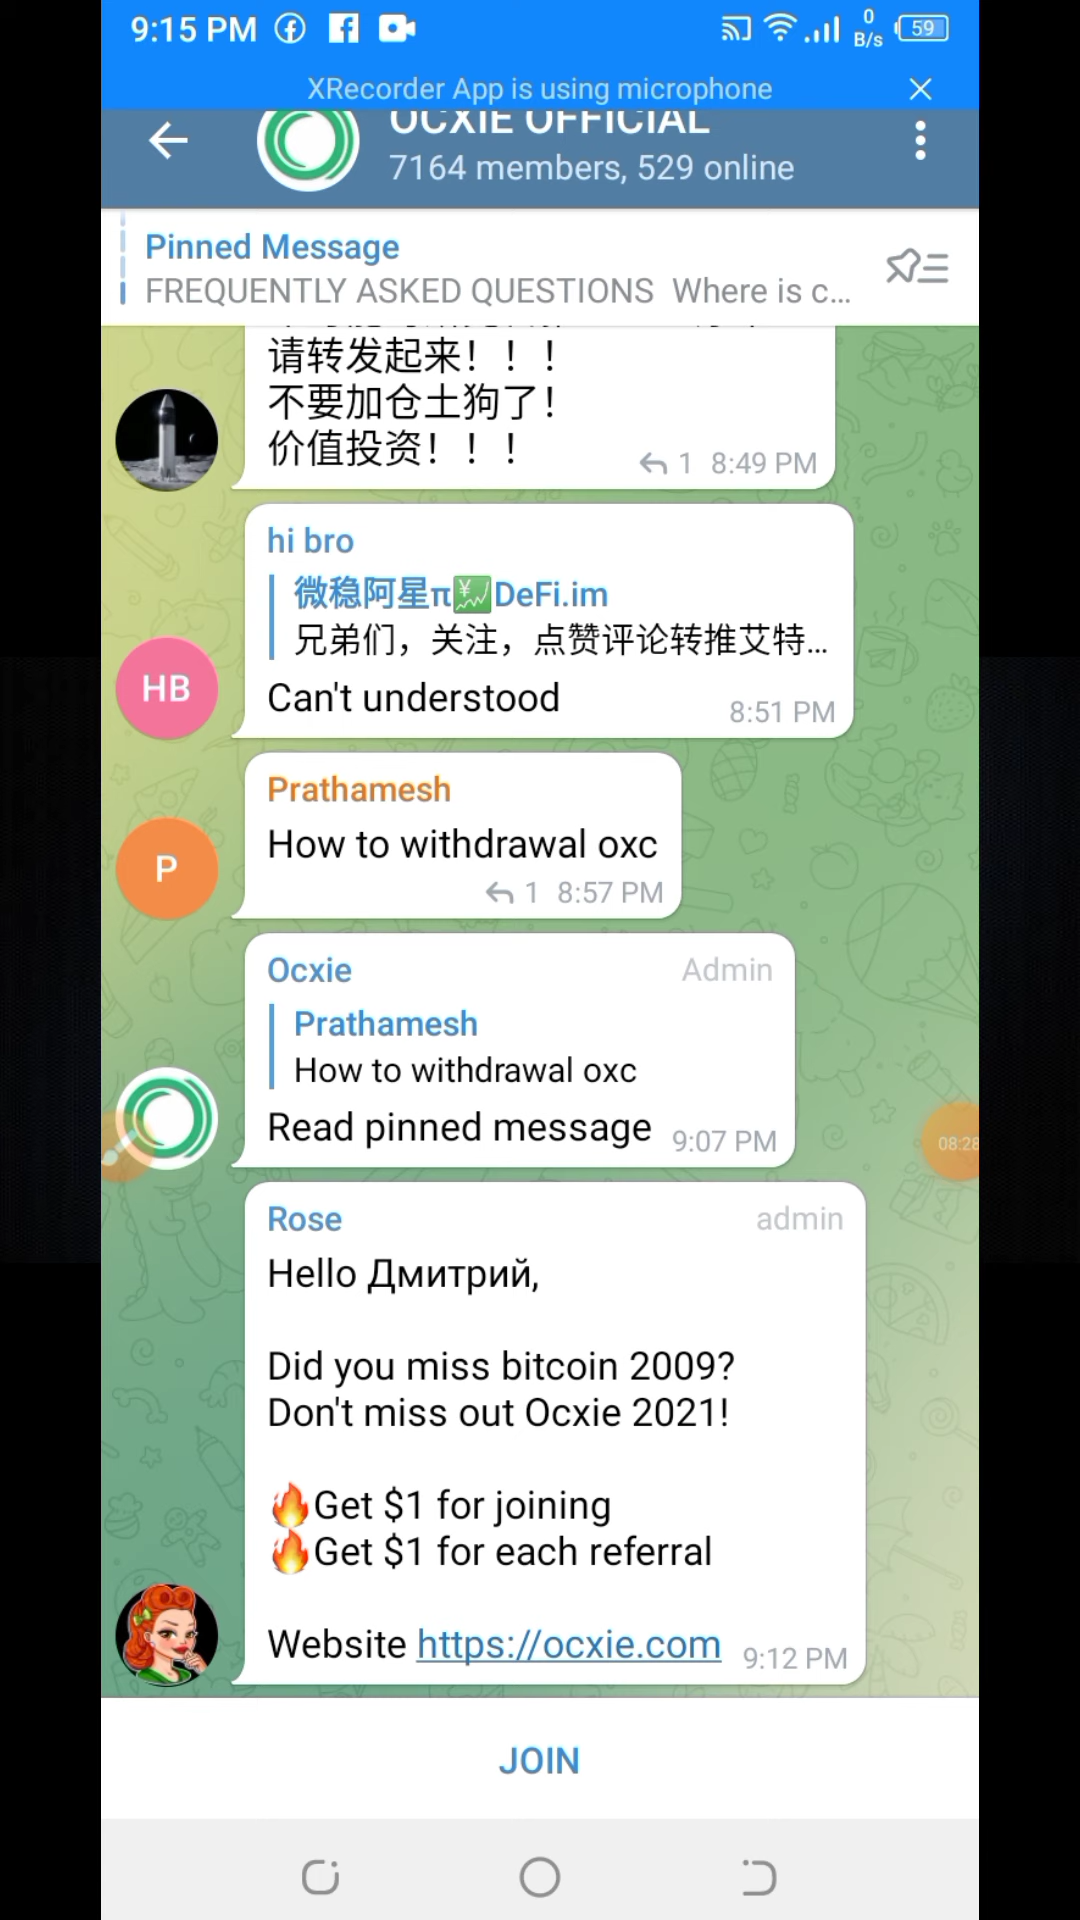 9:15 PM
0
B/s
59
XRecorder App is using microphone
OCXIE OFFICIAL
7164 members, 529 online
Pinned Message
FREQUENTLY ASKED QUESTIONS Where is c...
请转发起来！！！
不要加仓土狗了！
价值投资！！！
1 8:49 PM
hi bro
微稳阿星π💹DeFi.im
兄弟们，关注，点赞评论转推艾特...
HB
Can't understood
8:51 PM
Prathamesh
How to withdrawal oxc
P
1 8:57 PM
Ocxie
Admin
Prathamesh
How to withdrawal oxc
Read pinned message
9:07 PM
08:28
Rose
admin
Hello Дмитрий,
Did you miss bitcoin 2009?
Don't miss out Ocxie 2021!
🔥Get $1 for joining
🔥Get $1 for each referral
Website https://ocxie.com
9:12 PM
JOIN